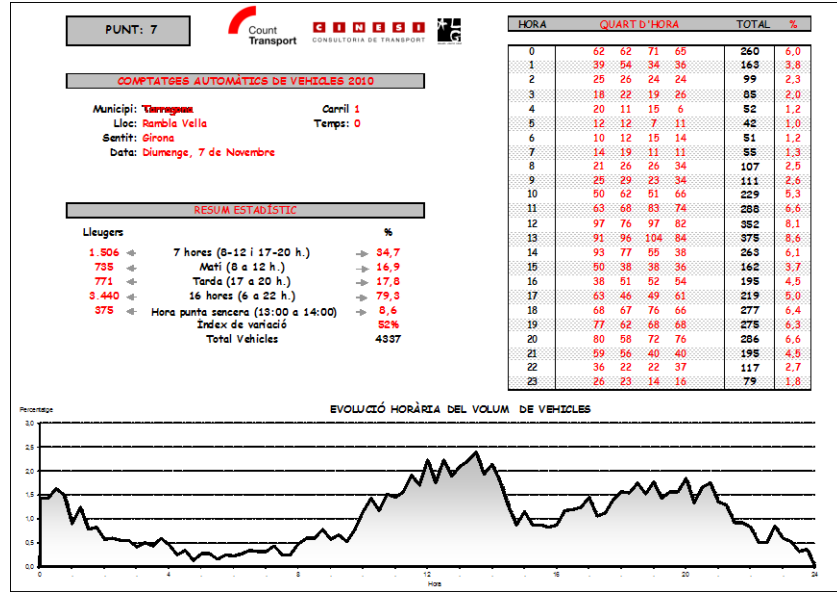 PUNT: 7
Count
Transport
CINESI
CONSULTORIA DE TRANSPORT
COMPTATGES AUTOMÀTICS DE VEHICLES 2010
Municipi:
Carril 1
Lloc: Rambla Vella
Temps: 0
Sentit: Girona
Data: Diumenge, 7 de Novembre
RESUM ESTADÍSTIC
Lleugers %
1.506 7 hores (8-12 i 17-20 h.) 34,7
735 Matí (8 a 12 h.) 16,9
771 Tarda (17 a 20 h.) 17,8
3.440 16 hores (6 a 22 h.) 79,3
375 Hora punta sencera (13:00 a 14:00) 8,6
Índex de variació 52%
Total Vehicles 4337
HORA QUART D'HORA TOTAL %
0 62 62 71 65 260 6,0
1 39 54 34 36 163 3,8
2 25 26 24 24 99 2,3
3 18 22 19 26 85 2,0
4 20 11 15 6 52 1,2
5 12 12 7 11 42 1,0
6 10 12 15 14 51 1,2
7 14 19 11 11 55 1,3
8 21 26 26 34 107 2,5
9 25 29 23 34 111 2,6
10 50 62 51 66 229 5,3
11 63 68 83 74 288 6,6
12 97 76 97 82 352 8,1
13 91 96 104 84 375 8,6
14 93 77 55 38 263 6,1
15 50 38 38 36 162 3,7
16 38 51 52 54 195 4,5
17 63 46 49 61 219 5,0
18 68 67 76 66 277 6,4
19 77 62 68 68 275 6,3
20 80 58 72 76 286 6,6
21 59 56 40 40 195 4,5
22 36 22 22 37 117 2,7
23 26 23 14 16 79 1,8
EVOLUCIÓ HORÀRIA DEL VOLUM DE VEHICLES
Percentatge
3,0
2,5
2,0
1,5
1,0
0,5
0,0
0 4 8 12 16 20 24
Hora